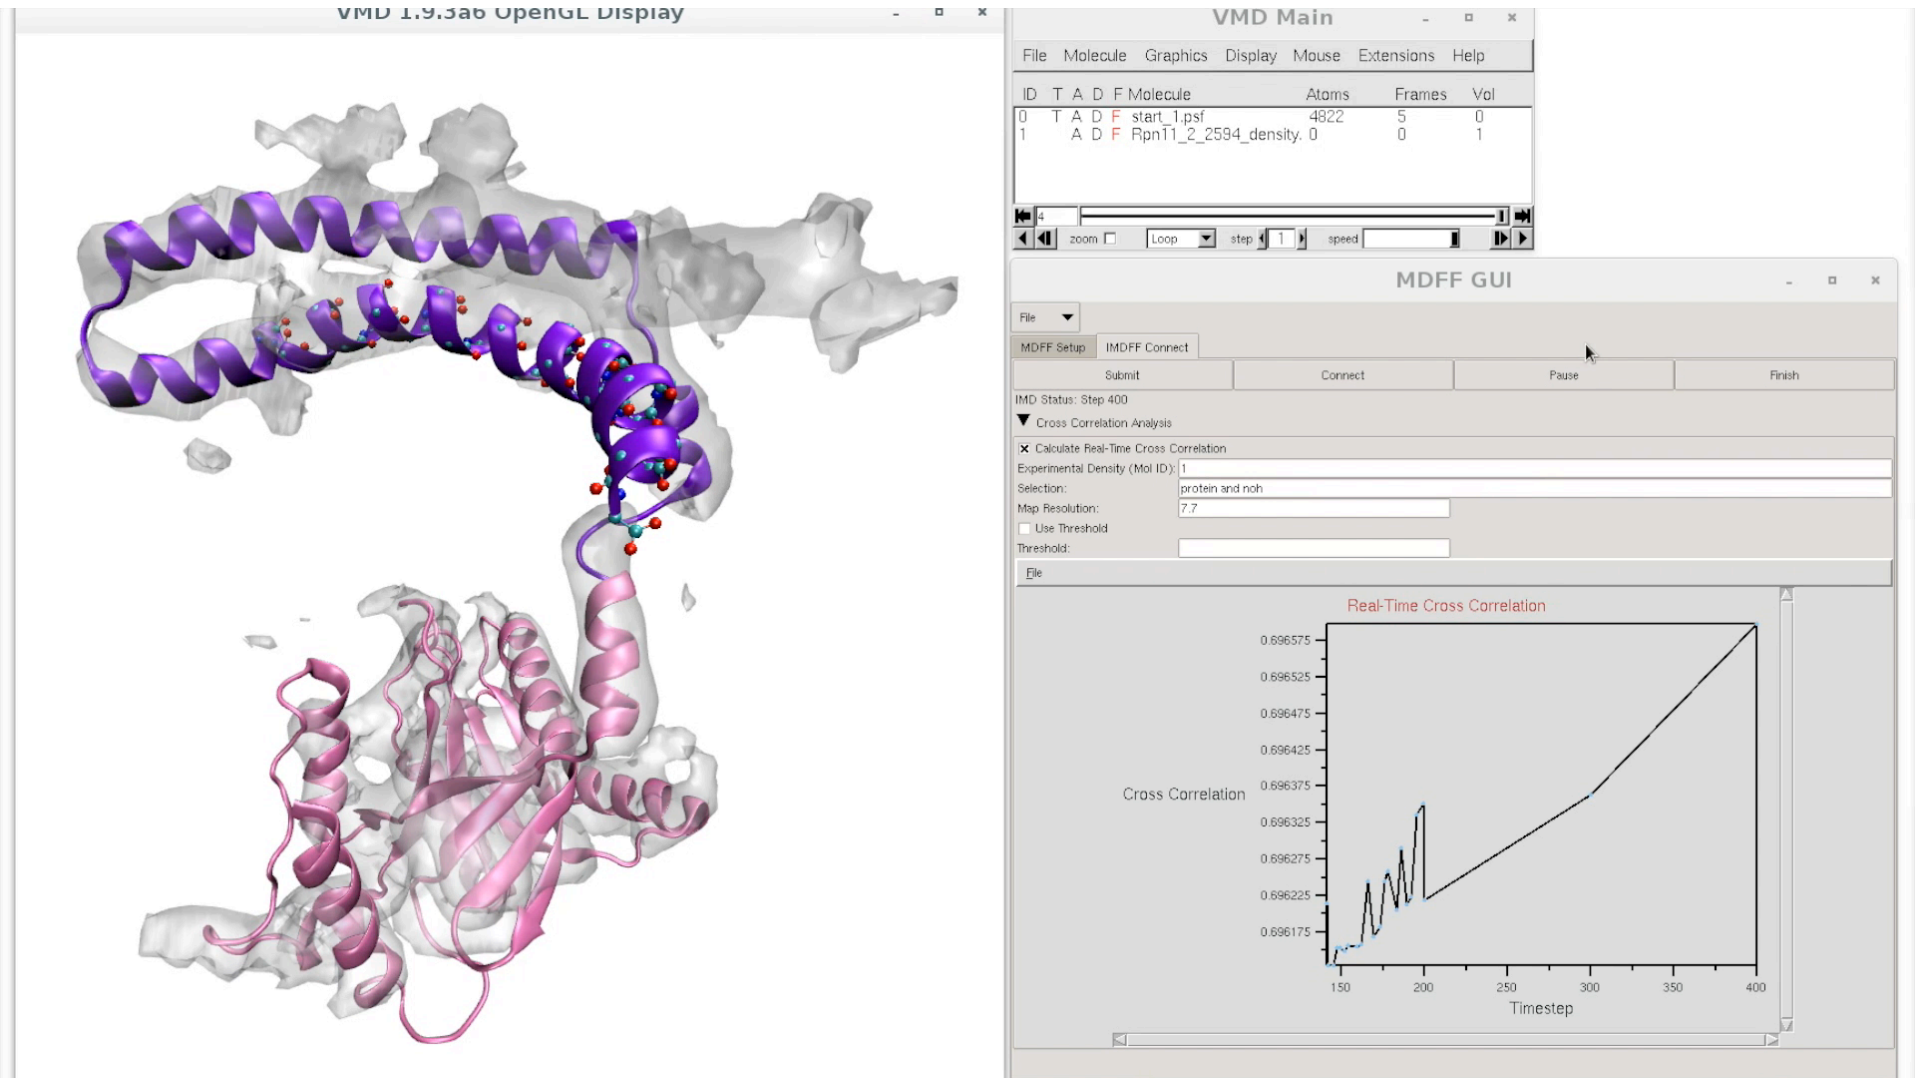 VMD 1.9.3a6 OpenGL Display
VMD Main
File Molecule Graphics Display Mouse Extensions Help
ID T A D F Molecule Atoms Frames Vol
0 T A D F start_1.psf 4822 5 0
1 A D F Rpn11_2_2594_density. 0 0 1
4
zoom Loop step 1 speed
MDFF GUI
File
MDFF Setup IMDFF Connect
Submit Connect Pause Finish
IMD Status: Step 400
Cross Correlation Analysis
Calculate Real-Time Cross Correlation
Experimental Density (Mol ID): 1
Selection: protein and noh
Map Resolution: 7.7
Use Threshold
Threshold:
File
Real-Time Cross Correlation
0.696575
0.696525
0.696475
0.696425
0.696375
Cross Correlation
0.696325
0.696275
0.696225
0.696175
150 200 250 300 350 400
Timestep